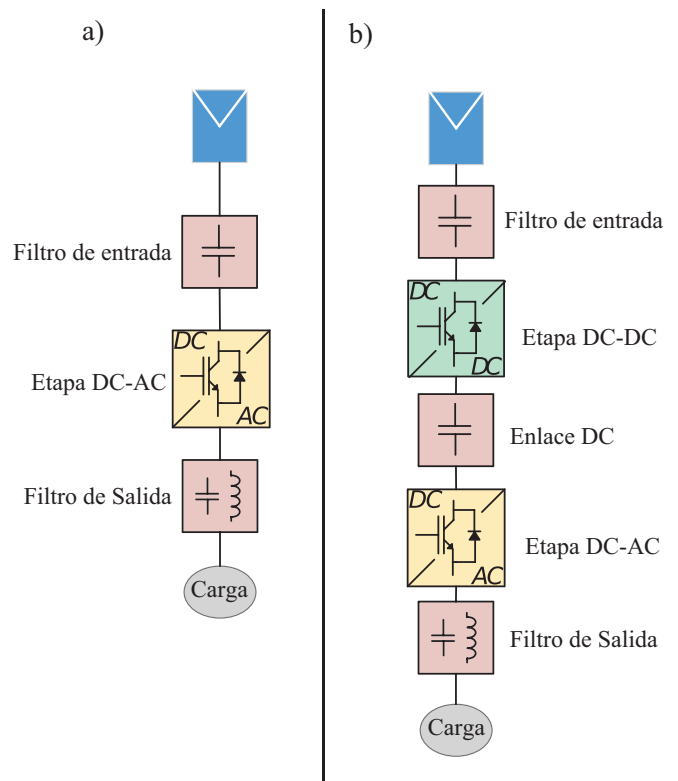 a)
Filtro de entrada
DC
Etapa DC-AC
AC
Filtro de Salida
Carga
b)
Filtro de entrada
DC
Etapa DC-DC
DC
Enlace DC
DC
Etapa DC-AC
AC
Filtro de Salida
Carga